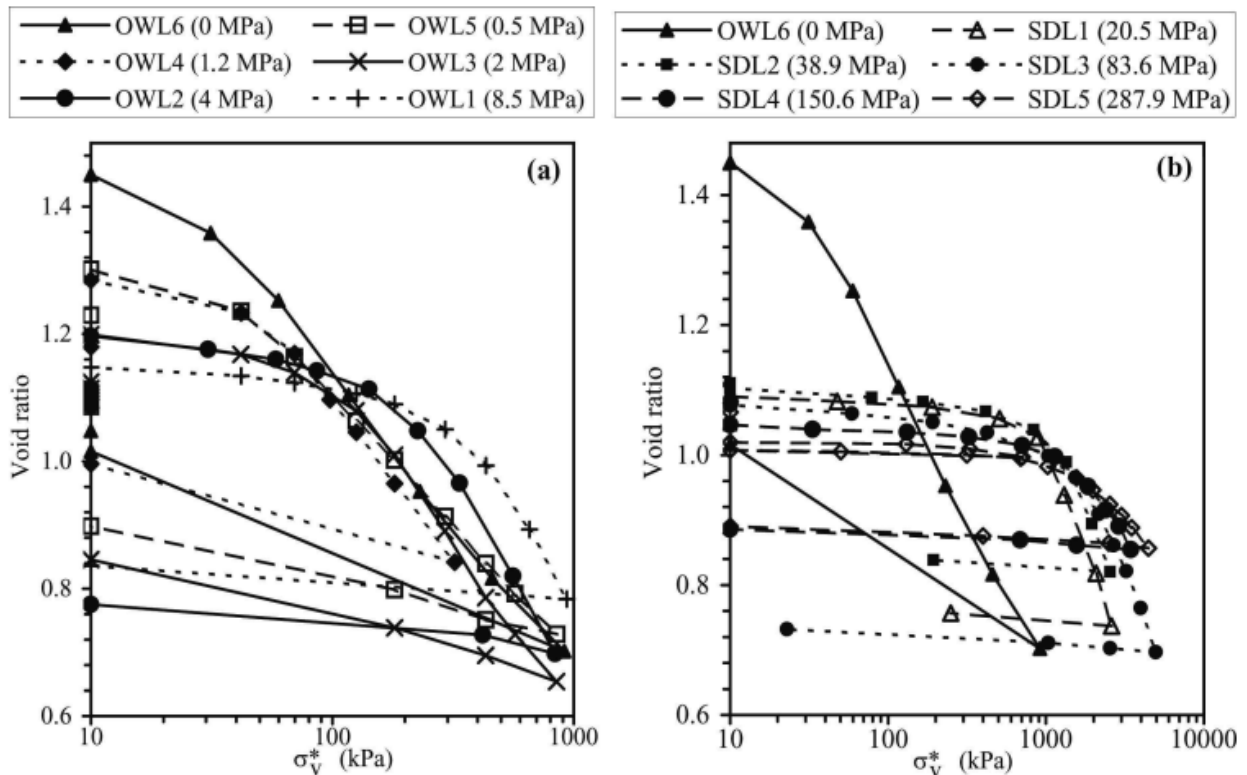 OWL6 (0 MPa) OWL5 (0.5 MPa)
OWL4 (1.2 MPa) OWL3 (2 MPa)
OWL2 (4 MPa) OWL1 (8.5 MPa)
(a)
Void ratio
1.4
1.2
1.0
0.8
0.6
10 100 1000
σ*v (kPa)
OWL6 (0 MPa) SDL1 (20.5 MPa)
SDL2 (38.9 MPa) SDL3 (83.6 MPa)
SDL4 (150.6 MPa) SDL5 (287.9 MPa)
(b)
Void ratio
1.4
1.2
1.0
0.8
0.6
10 100 1000 10000
σ*v (kPa)